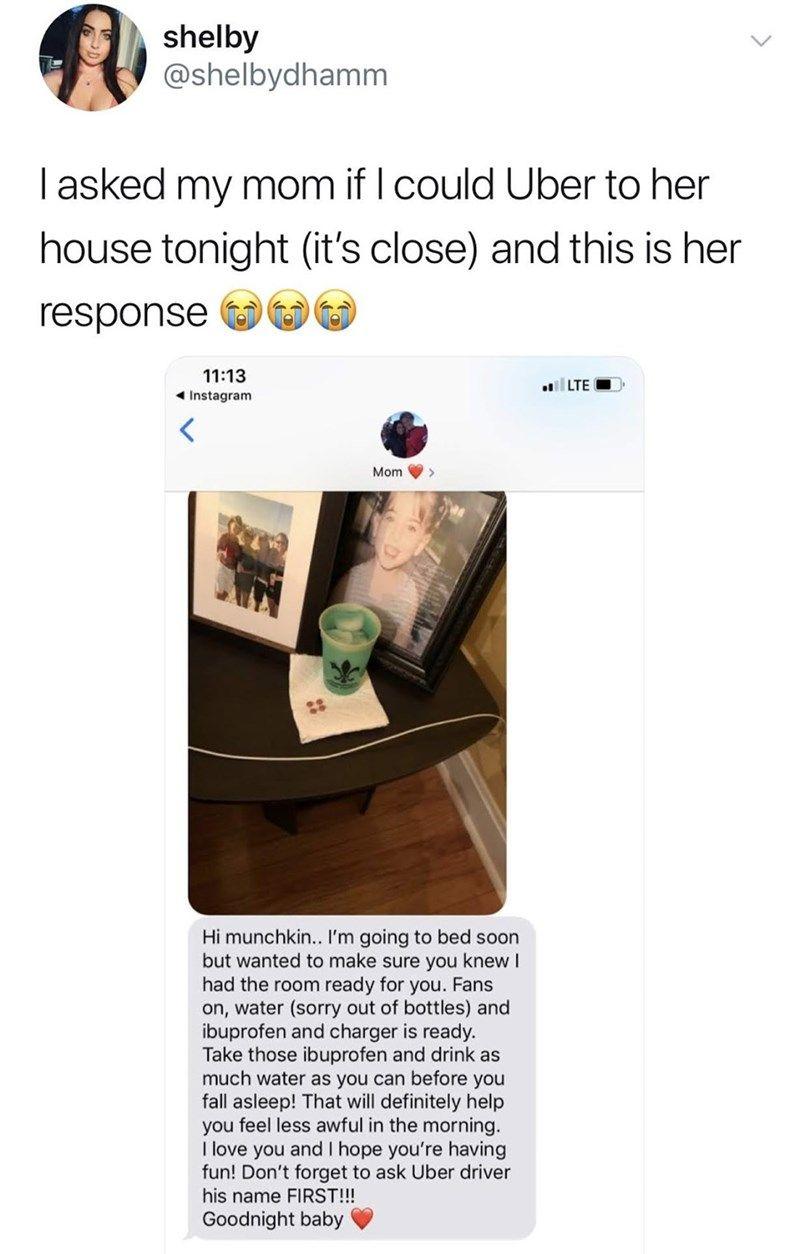 shelby
@shelbydhamm
I asked my mom if I could Uber to her
house tonight (it's close) and this is her
response 😭😭😭
11:13
LTE
◀ Instagram
Mom ❤️ >
Hi munchkin.. I'm going to bed soon
but wanted to make sure you knew I
had the room ready for you. Fans
on, water (sorry out of bottles) and
ibuprofen and charger is ready.
Take those ibuprofen and drink as
much water as you can before you
fall asleep! That will definitely help
you feel less awful in the morning.
I love you and I hope you're having
fun! Don't forget to ask Uber driver
his name FIRST!!!
Goodnight baby ❤️